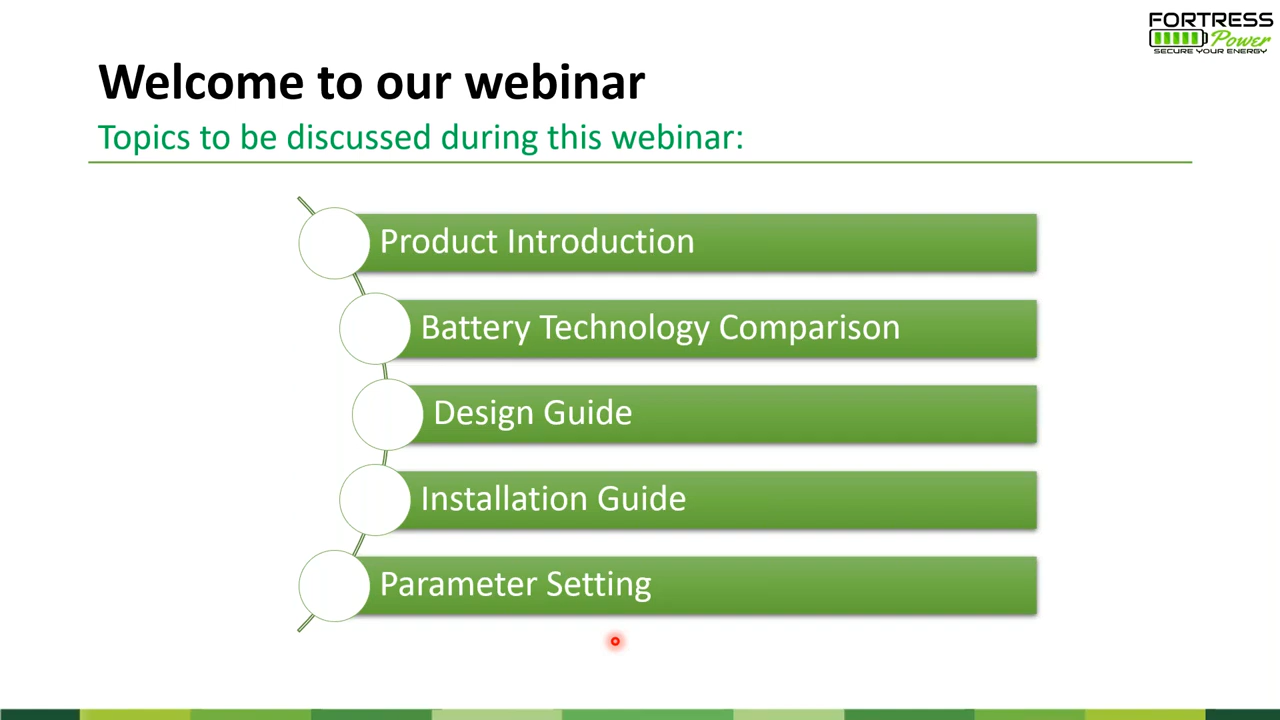 FORTRESS
Power
SECURE YOUR ENERGY
Welcome to our webinar
Topics to be discussed during this webinar:
Product Introduction
Battery Technology Comparison
Design Guide
Installation Guide
Parameter Setting